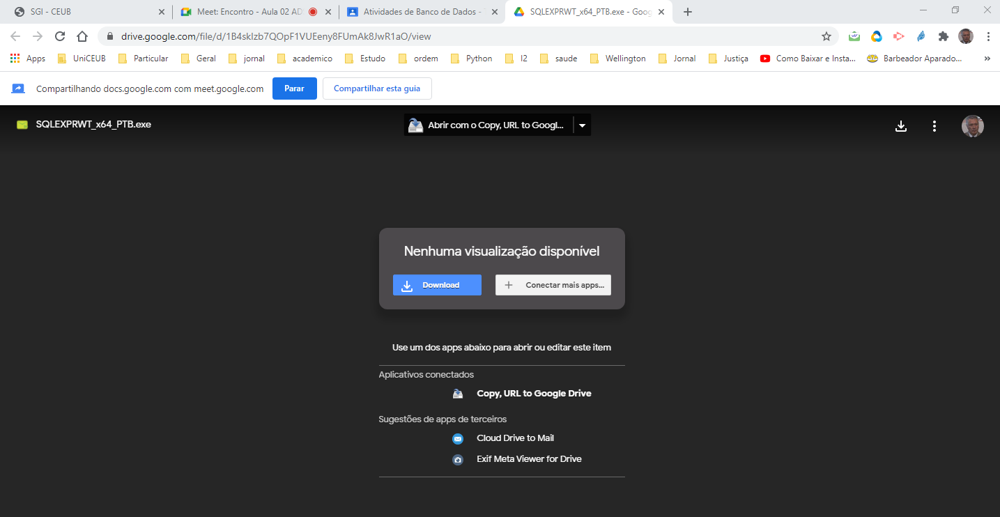 SGI - CEUB
Meet: Encontro - Aula 02 AD
Atividades de Banco de Dados -
SQLEXPRWT_x64_PTB.exe - Goog
drive.google.com/file/d/1B4skIzb7QOpF1VUEeny8FUmAk8JwR1aO/view
Apps
UniCEUB
Particular
Geral
jornal
academico
Estudo
ordem
Python
I2
saude
Wellington
Jornal
Justiça
Como Baixar e Insta...
Barbeador Aparado...
»
Compartilhando docs.google.com com meet.google.com
Parar
Compartilhar esta guia
SQLEXPRWT_x64_PTB.exe
Abrir com o Copy, URL to Googl...
Nenhuma visualização disponível
Download
Conectar mais apps...
Use um dos apps abaixo para abrir ou editar este item
Aplicativos conectados
Copy, URL to Google Drive
Sugestões de apps de terceiros
Cloud Drive to Mail
Exif Meta Viewer for Drive